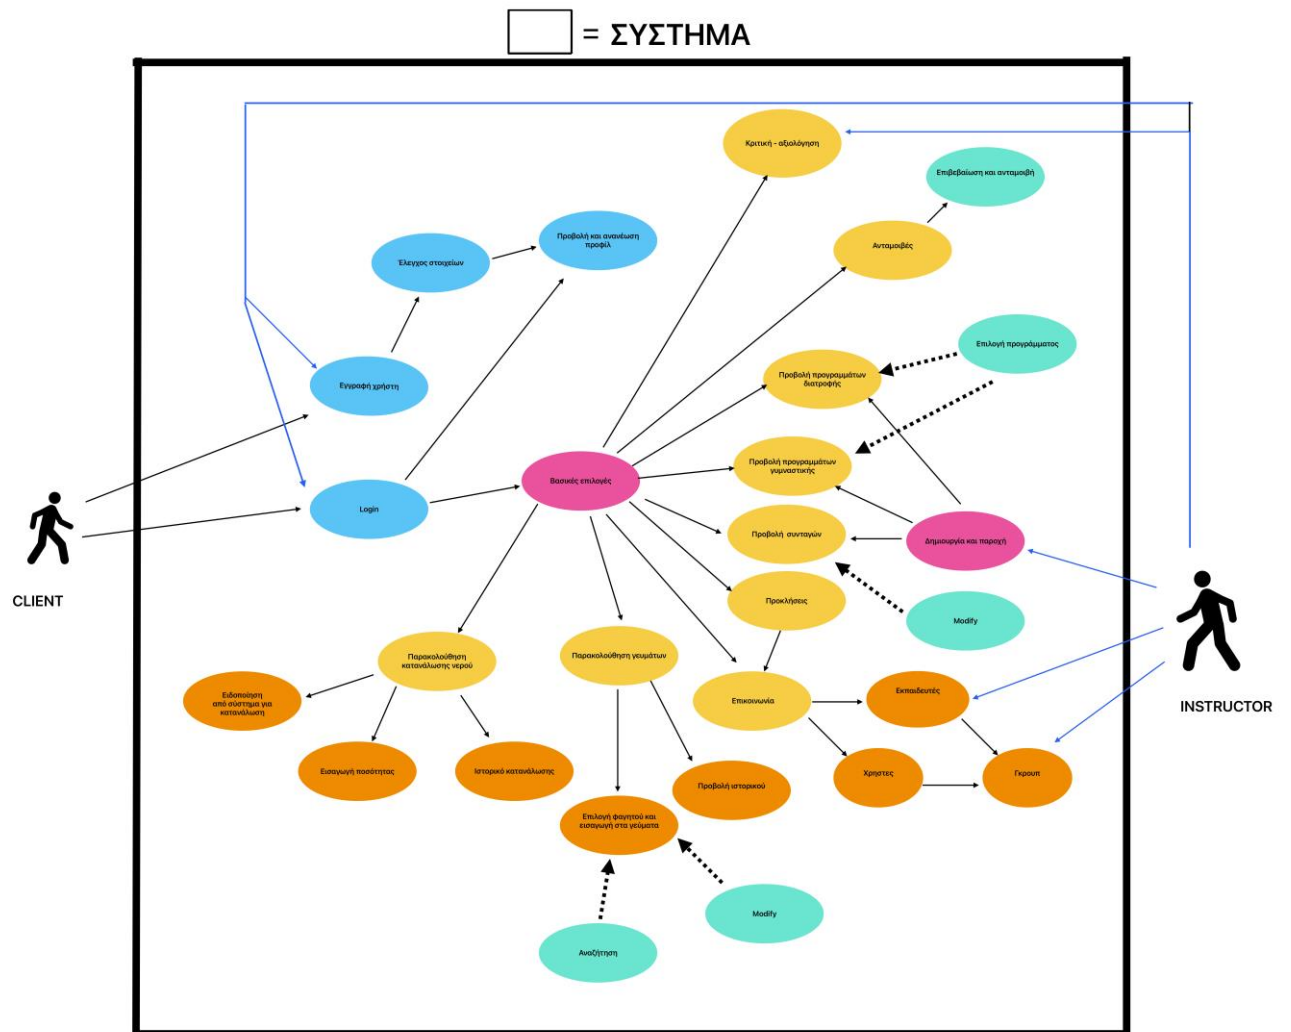 = ΣΥΣΤΗΜΑ
Κριτική - αξιολόγηση
Επιβεβαίωση και ανταμοιβή
Προβολή και ανανέωση
προφίλ
Ανταμοιβές
Έλεγχος στοιχείων
Επιλογή προγράμματος
Προβολή προγραμμάτων
διατροφής
Εγγραφή χρήστη
Προβολή προγραμμάτων
γυμναστικής
Βασικές επιλογές
Login
Προβολή συνταγών
Δημιουργία και παροχή
CLIENT
Προκλήσεις
Modify
Παρακολούθηση
κατανάλωσης νερού
Παρακολούθηση γευμάτων
Ειδοποίηση
από σύστημα για
κατανάλωση
Επικοινωνία
Εκπαιδευτές
INSTRUCTOR
Εισαγωγή ποσότητας
Ιστορικό κατανάλωσης
Προβολή ιστορικού
Χρηστες
Γκρουπ
Επιλογή φαγητού και
εισαγωγή στα γεύματα
Modify
Αναζήτηση